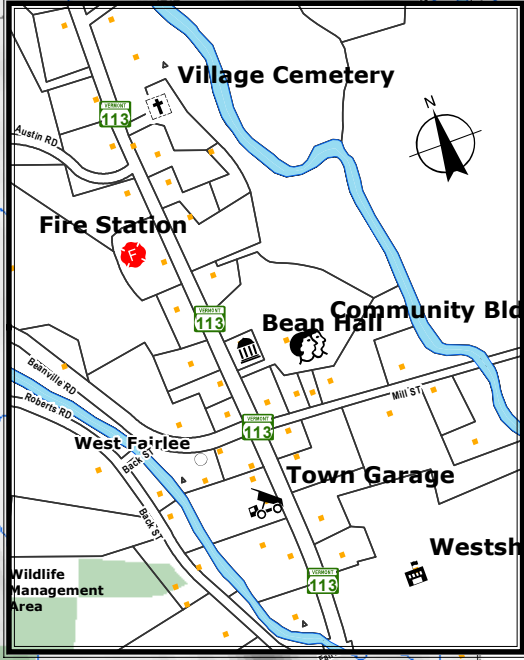 Village Cemetery
N
VERMONT
113
Austin RD
Fire Station
F
VERMONT
113
Community Bld
Bean Hall
Beanville RD
Mill ST
Roberts RD
VERMONT
113
West Fairlee
Back ST
Town Garage
Back ST
Westsh
Wildlife
Management
Area
VERMONT
113